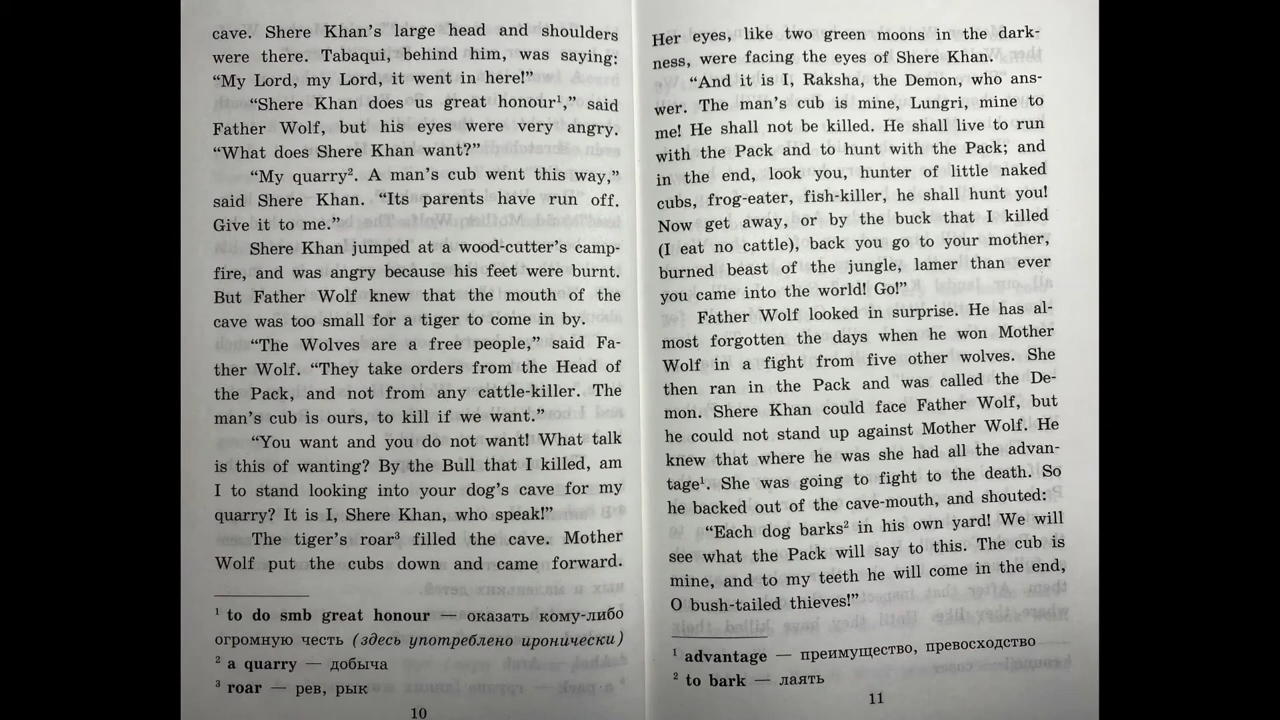 cave. Shere Khan's large head and shoulders
were there. Tabaqui, behind him, was saying:
“My Lord, my Lord, it went in here!”
“Shere Khan does us great honour¹,” said
Father Wolf, but his eyes were very angry.
“What does Shere Khan want?”
“My quarry². A man's cub went this way,”
said Shere Khan. “Its parents have run off.
Give it to me.”
Shere Khan jumped at a wood-cutter's camp-
fire, and was angry because his feet were burnt.
But Father Wolf knew that the mouth of the
cave was too small for a tiger to come in by.
“The Wolves are a free people,” said Fa-
ther Wolf. “They take orders from the Head of
the Pack, and not from any cattle-killer. The
man's cub is ours, to kill if we want.”
“You want and you do not want! What talk
is this of wanting? By the Bull that I killed, am
I to stand looking into your dog's cave for my
quarry? It is I, Shere Khan, who speak!”
The tiger's roar³ filled the cave. Mother
Wolf put the cubs down and came forward.
¹ to do smb great honour — оказать кому-либо
огромную честь (здесь употреблено иронически)
² a quarry — добыча
³ roar — рев, рык
10
Her eyes, like two green moons in the dark-
ness, were facing the eyes of Shere Khan.
“And it is I, Raksha, the Demon, who ans-
wer. The man's cub is mine, Lungri, mine to
me! He shall not be killed. He shall live to run
with the Pack and to hunt with the Pack; and
in the end, look you, hunter of little naked
cubs, frog-eater, fish-killer, he shall hunt you!
Now get away, or by the buck that I killed
(I eat no cattle), back you go to your mother,
burned beast of the jungle, lamer than ever
you came into the world! Go!”
Father Wolf looked in surprise. He has al-
most forgotten the days when he won Mother
Wolf in a fight from five other wolves. She
then ran in the Pack and was called the De-
mon. Shere Khan could face Father Wolf, but
he could not stand up against Mother Wolf. He
knew that where he was she had all the advan-
tage¹. She was going to fight to the death. So
he backed out of the cave-mouth, and shouted:
“Each dog barks² in his own yard! We will
see what the Pack will say to this. The cub is
mine, and to my teeth he will come in the end,
O bush-tailed thieves!”
¹ advantage — преимущество, превосходство
² to bark — лаять
11